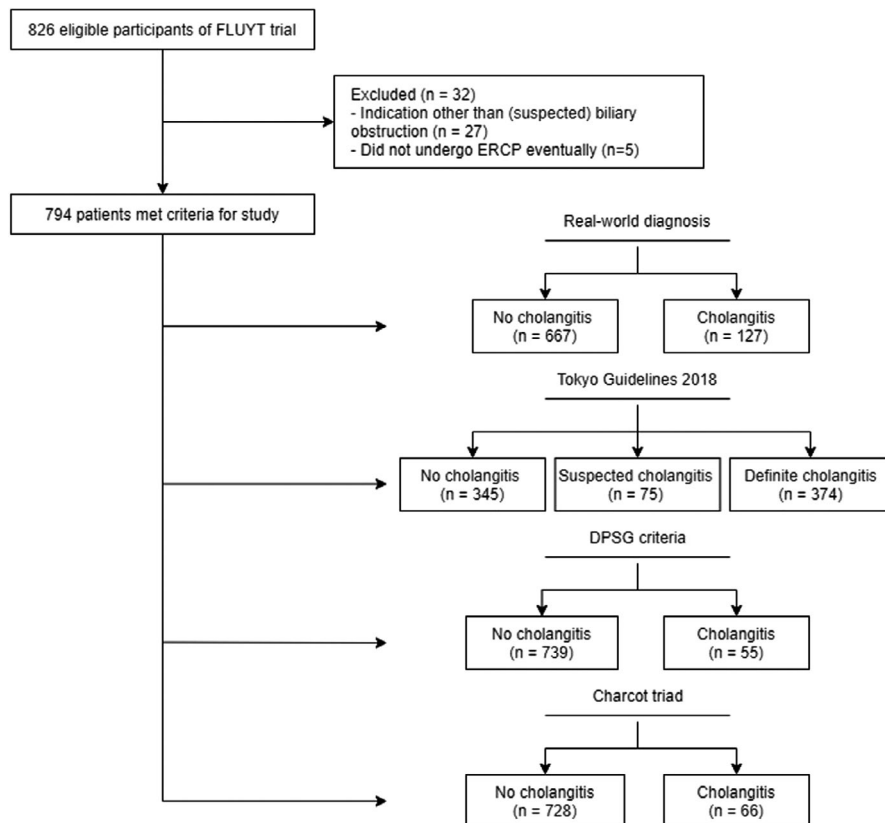 826 eligible participants of FLUYT trial
Excluded (n = 32)
- Indication other than (suspected) biliary
obstruction (n = 27)
- Did not undergo ERCP eventually (n=5)
794 patients met criteria for study
Real-world diagnosis
No cholangitis
(n = 667)
Cholangitis
(n = 127)
Tokyo Guidelines 2018
No cholangitis
(n = 345)
Suspected cholangitis
(n = 75)
Definite cholangitis
(n = 374)
DPSG criteria
No cholangitis
(n = 739)
Cholangitis
(n = 55)
Charcot triad
No cholangitis
(n = 728)
Cholangitis
(n = 66)